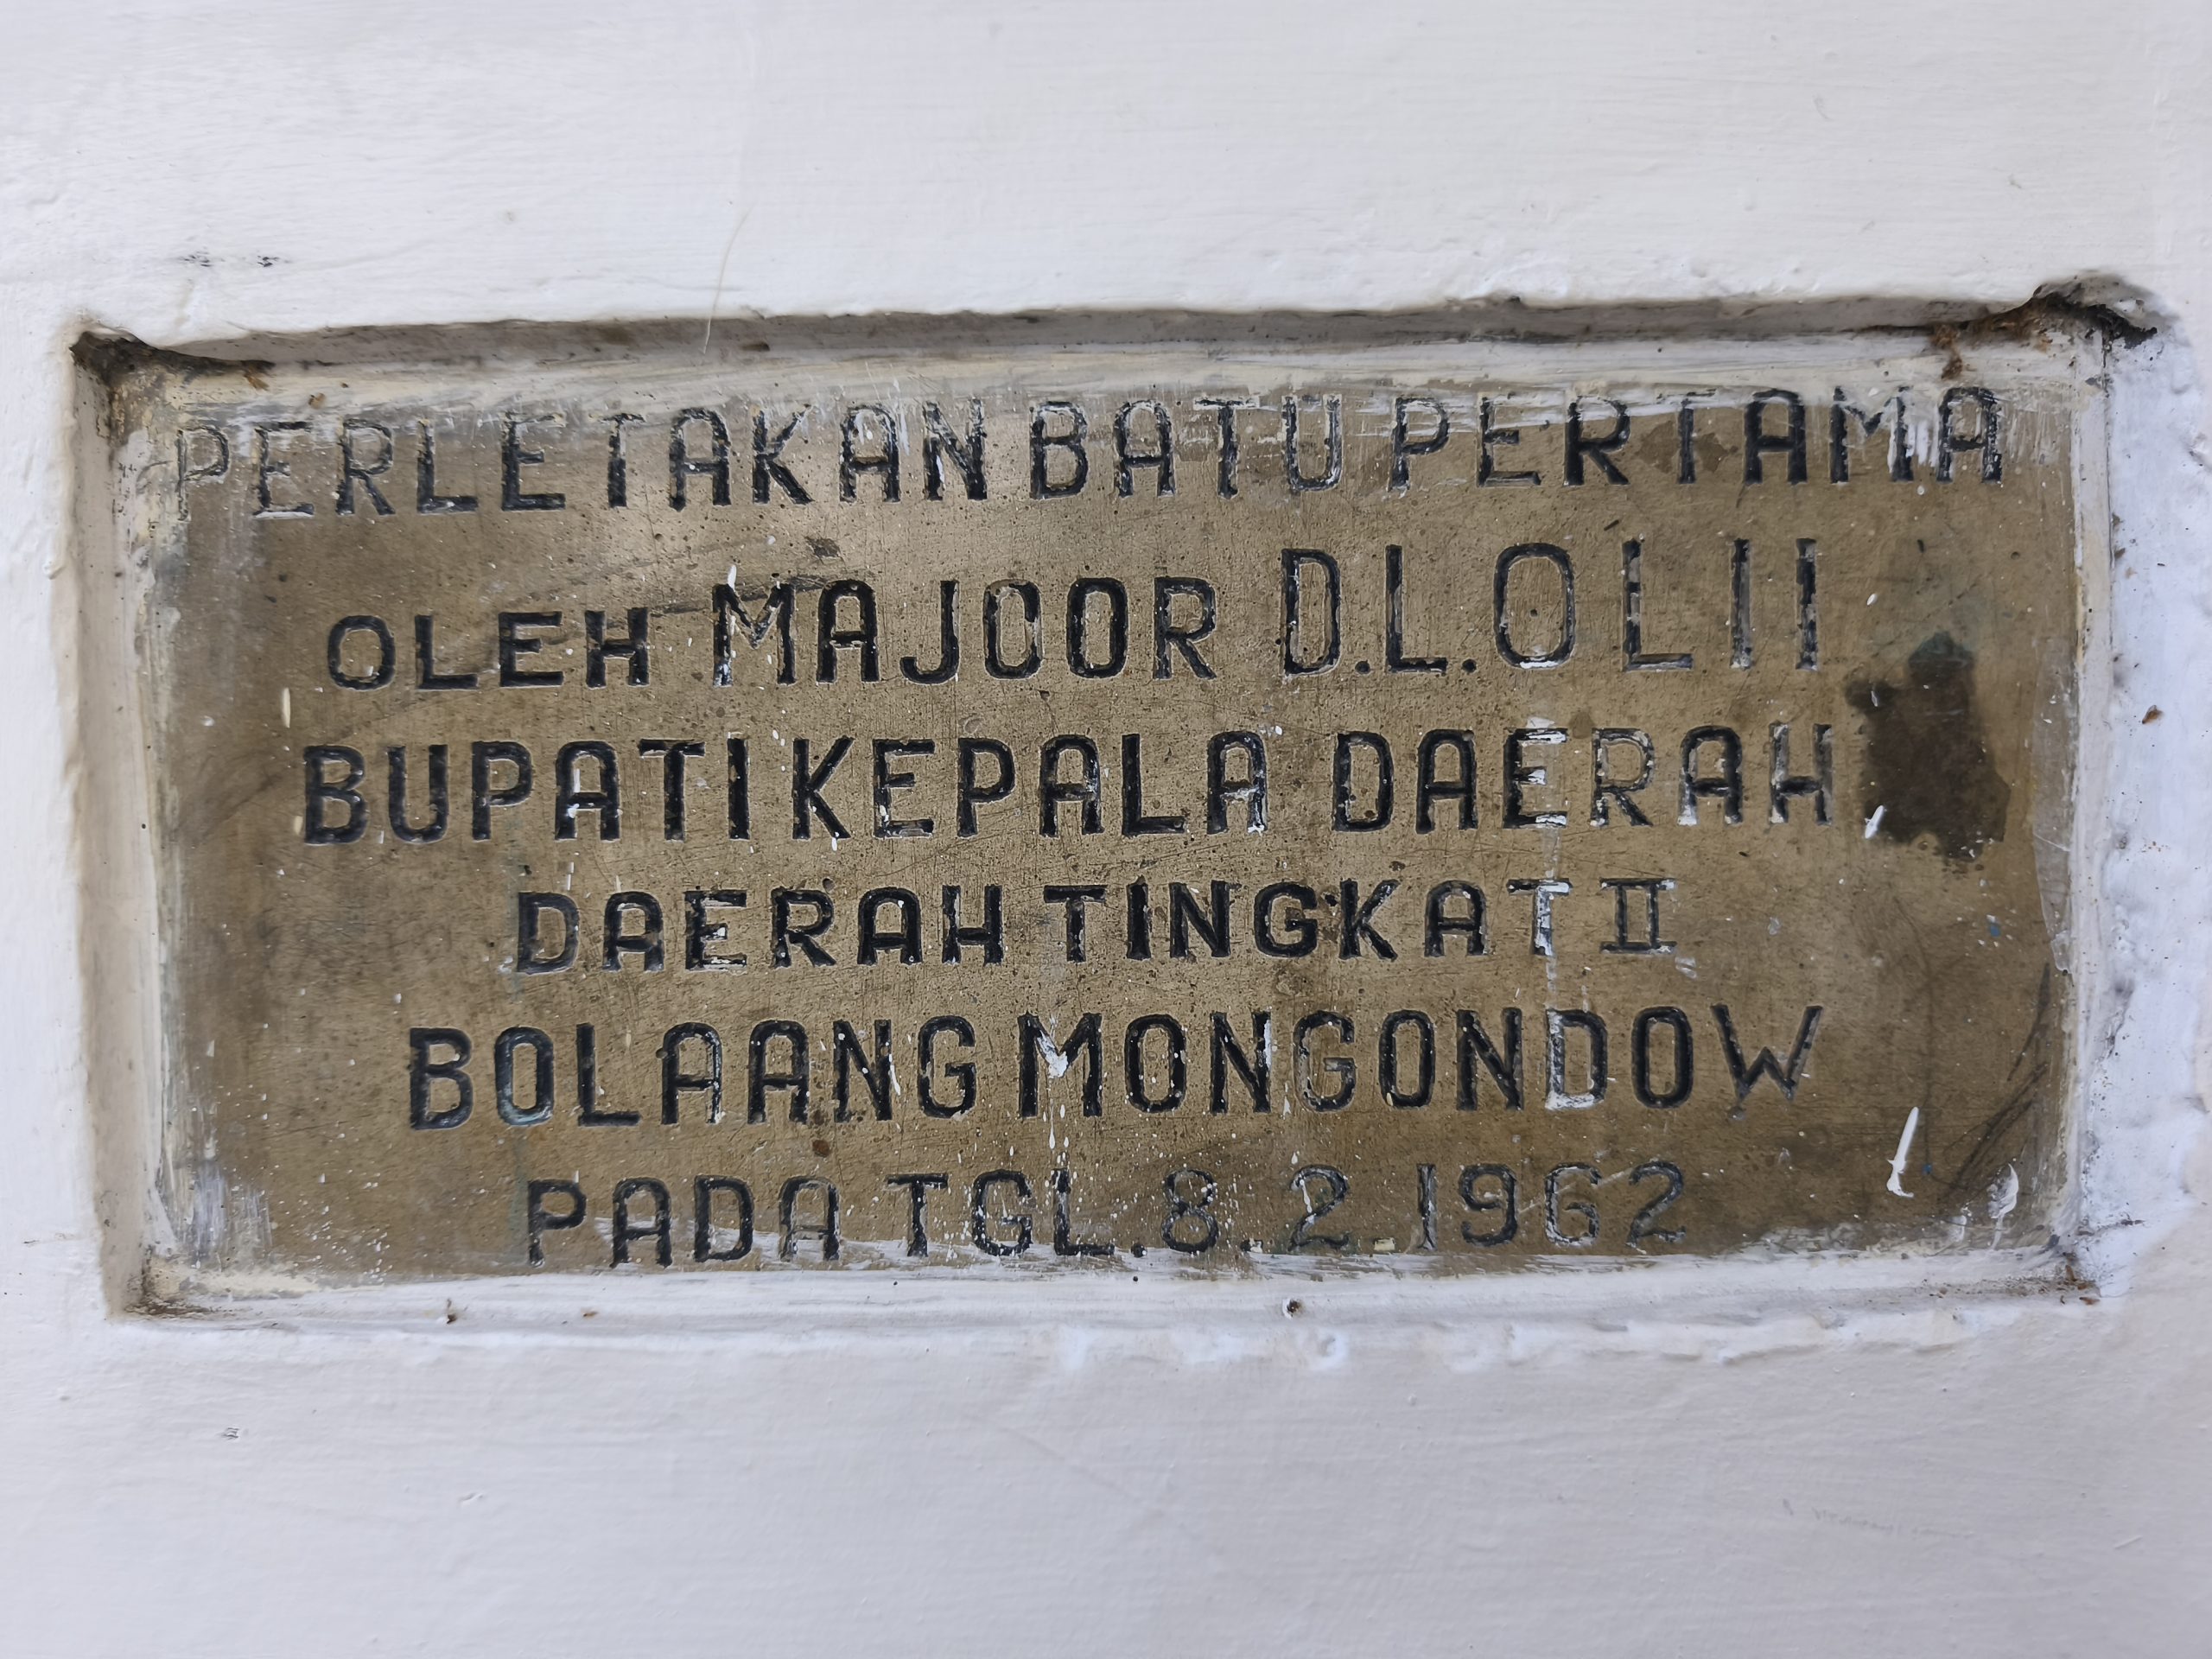 PERLETAKAN BATU PERTAMA
OLEH MAJOOR D.L.OLII
BUPATI KEPALA DAERAH
DAERAH TINGKAT II
BOLAANG MONGONDOW
PADA TGL.8.2.1962